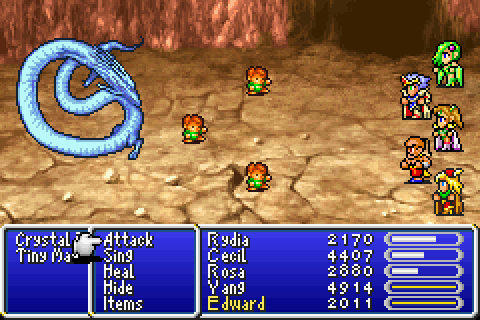 Crystal
Tiny Ma
Attack
Sing
Heal
Hide
Items
Rydia 2170
Cecil 4407
Rosa 2880
Yang 4914
Edward 2011